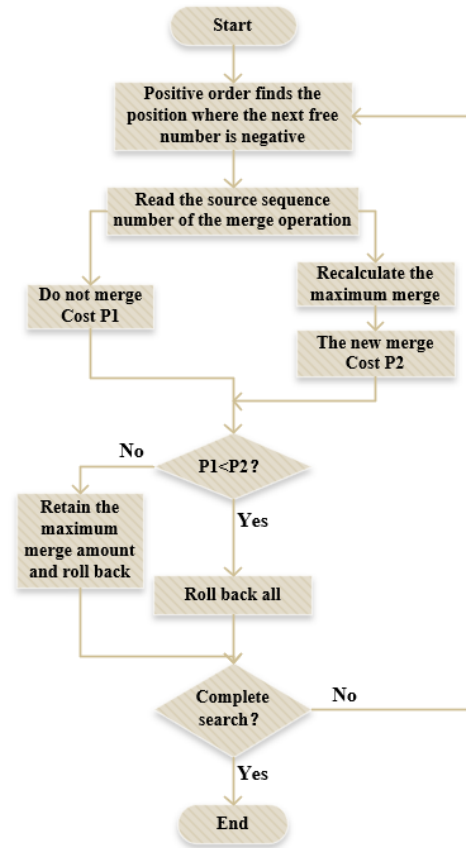 Start
Positive order finds the
position where the next free
number is negative
Read the source sequence
number of the merge operation
Do not merge
Cost P1
Recalculate the
maximum merge
The new merge
Cost P2
P1<P2?
No
Yes
Retain the
maximum
merge amount
and roll back
Roll back all
Complete
search?
No
Yes
End